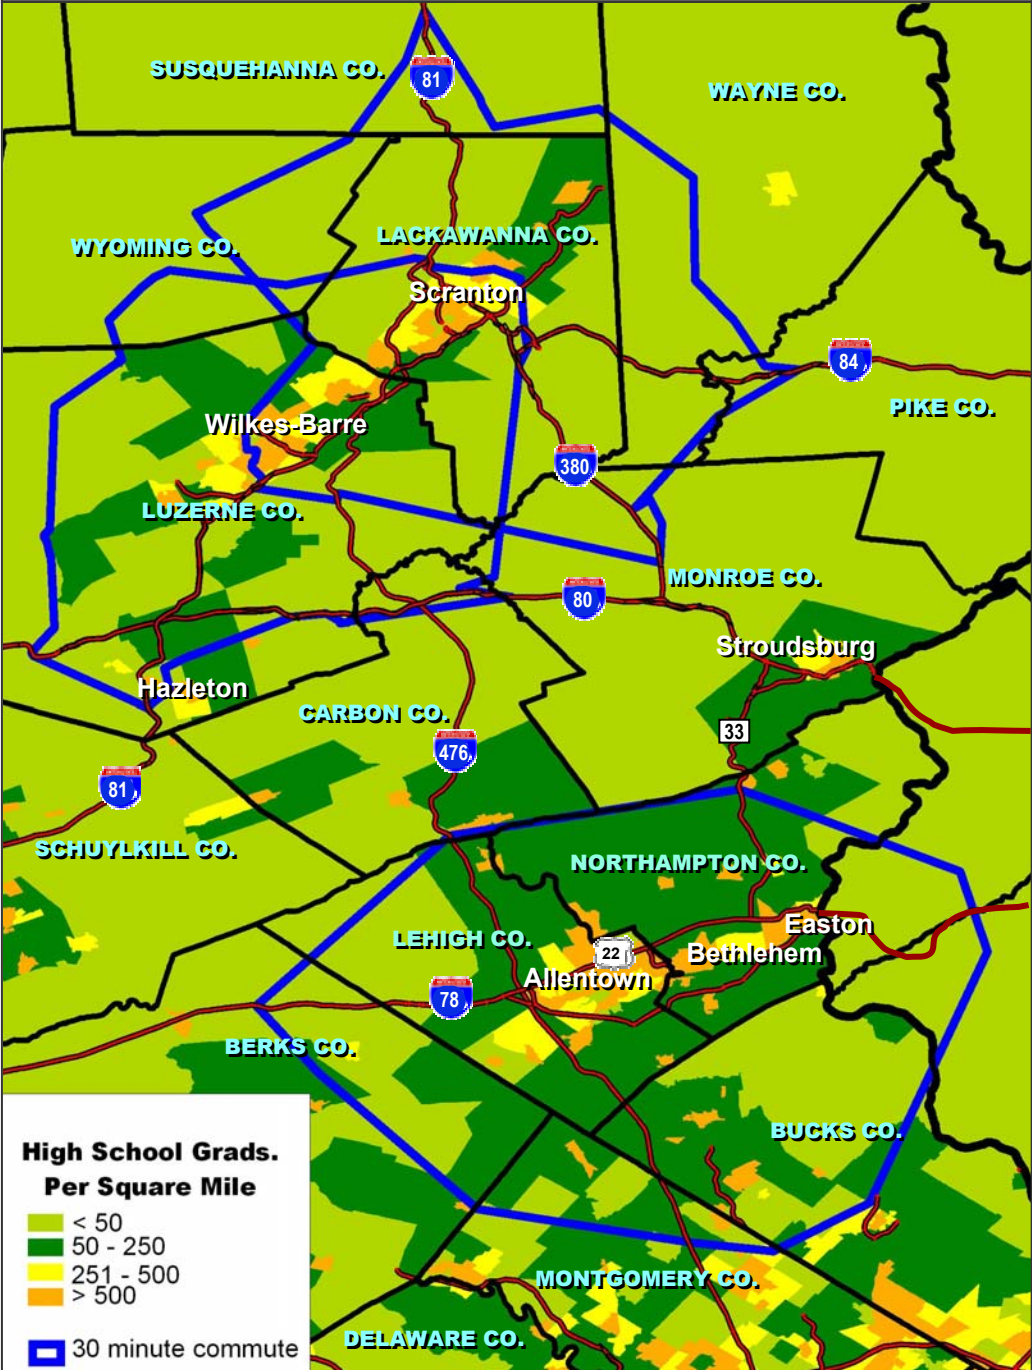 SUSQUEHANNA CO.
81
WAYNE CO.
WYOMING CO.
LACKAWANNA CO.
Scranton
84
PIKE CO.
Wilkes-Barre
380
LUZERNE CO.
MONROE CO.
80
Stroudsburg
Hazleton
CARBON CO.
33
476
81
SCHUYLKILL CO.
NORTHAMPTON CO.
Easton
LEHIGH CO.
22
Bethlehem
Allentown
78
BERKS CO.
BUCKS CO.
MONTGOMERY CO.
DELAWARE CO.
High School Grads.
Per Square Mile
< 50
50 - 250
251 - 500
> 500
30 minute commute